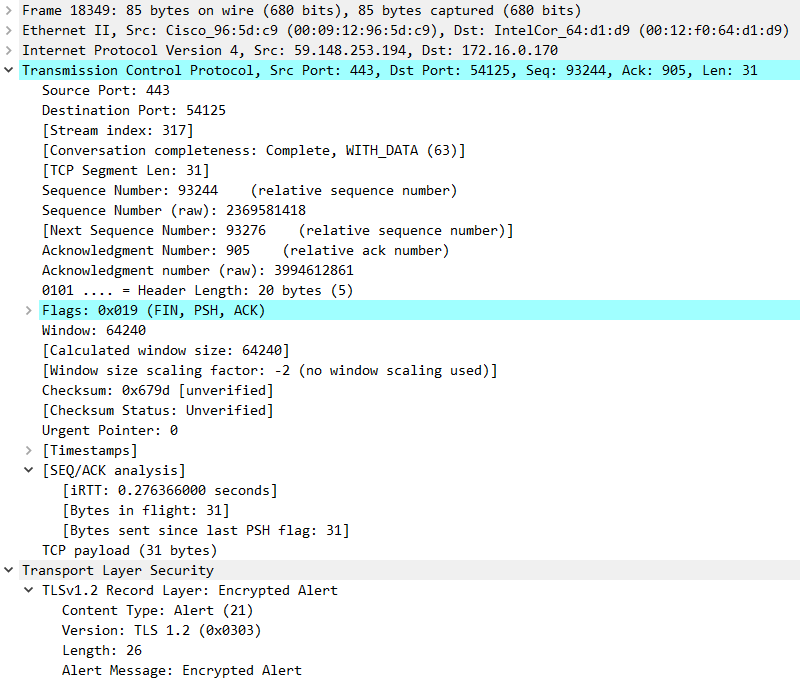 Frame 18349: 85 bytes on wire (680 bits), 85 bytes captured (680 bits)
Ethernet II, Src: Cisco_96:5d:c9 (00:09:12:96:5d:c9), Dst: IntelCor_64:d1:d9 (00:12:f0:64:d1:d9)
Internet Protocol Version 4, Src: 59.148.253.194, Dst: 172.16.0.170
Transmission Control Protocol, Src Port: 443, Dst Port: 54125, Seq: 93244, Ack: 905, Len: 31
Source Port: 443
Destination Port: 54125
[Stream index: 317]
[Conversation completeness: Complete, WITH_DATA (63)]
[TCP Segment Len: 31]
Sequence Number: 93244    (relative sequence number)
Sequence Number (raw): 2369581418
[Next Sequence Number: 93276    (relative sequence number)]
Acknowledgment Number: 905    (relative ack number)
Acknowledgment number (raw): 3994612861
0101 .... = Header Length: 20 bytes (5)
Flags: 0x019 (FIN, PSH, ACK)
Window: 64240
[Calculated window size: 64240]
[Window size scaling factor: -2 (no window scaling used)]
Checksum: 0x679d [unverified]
[Checksum Status: Unverified]
Urgent Pointer: 0
[Timestamps]
[SEQ/ACK analysis]
[iRTT: 0.276366000 seconds]
[Bytes in flight: 31]
[Bytes sent since last PSH flag: 31]
TCP payload (31 bytes)
Transport Layer Security
TLSv1.2 Record Layer: Encrypted Alert
Content Type: Alert (21)
Version: TLS 1.2 (0x0303)
Length: 26
Alert Message: Encrypted Alert